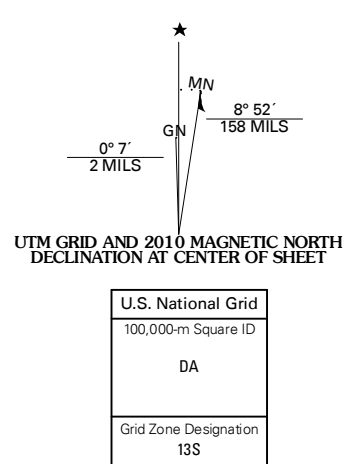 ★
MN
GN
8° 52´
158 MILS
0° 7´
2 MILS
UTM GRID AND 2010 MAGNETIC NORTH
DECLINATION AT CENTER OF SHEET
U.S. National Grid
100,000-m Square ID
DA
Grid Zone Designation
13S